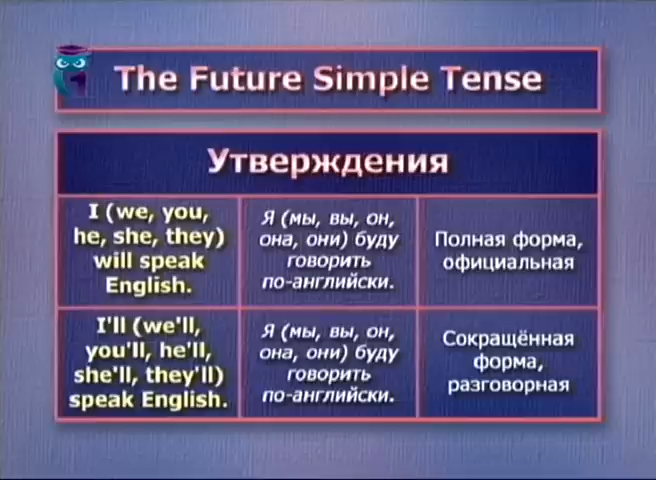 The Future Simple Tense
Утверждения
I (we, you,
he, she, they)
will speak
English.
Я (мы, вы, он,
она, они) буду
говорить
по-английски.
Полная форма,
официальная
I'll (we'll,
you'll, he'll,
she'll, they'll)
speak English.
Я (мы, вы, он,
она, они) буду
говорить
по-английски.
Сокращённая
форма,
разговорная